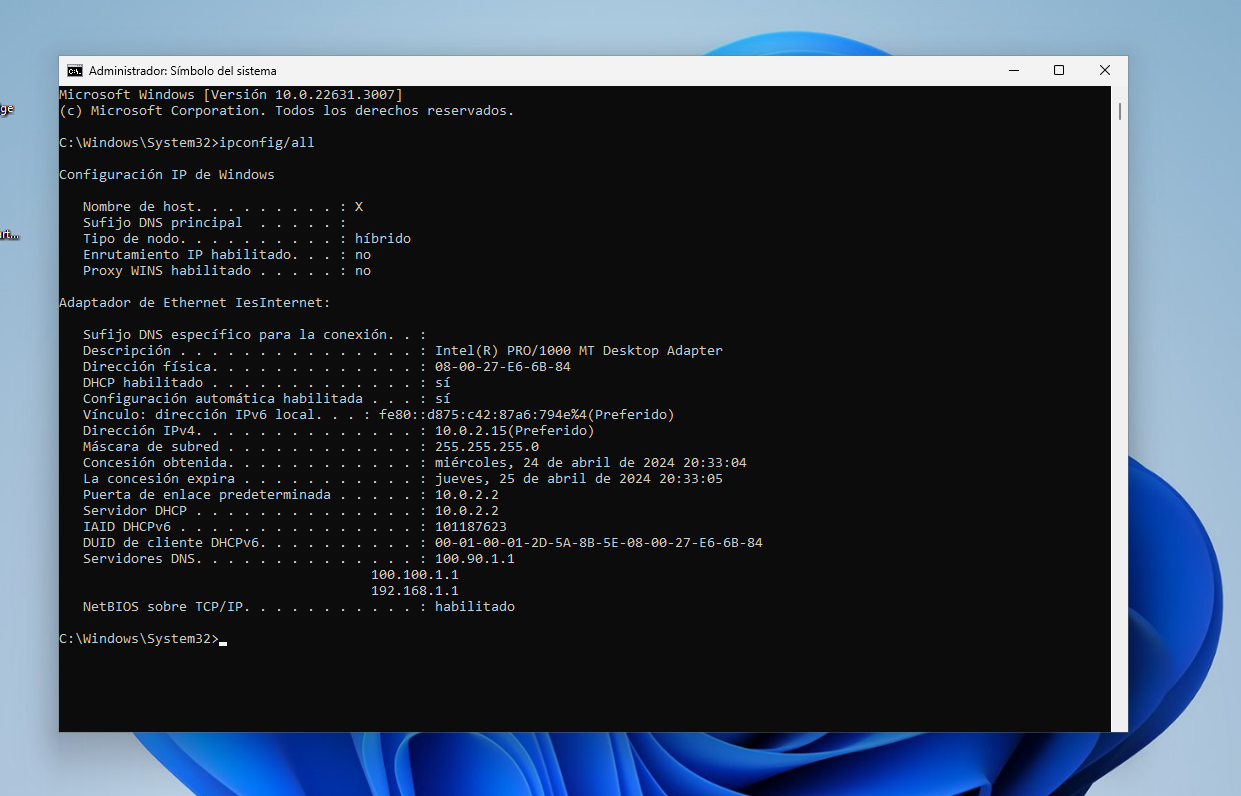 ge
rt...
Administrador: Símbolo del sistema
Microsoft Windows [Versión 10.0.22631.3007]
(c) Microsoft Corporation. Todos los derechos reservados.
C:\Windows\System32>ipconfig/all
Configuración IP de Windows
Nombre de host. . . . . . . . . : X
Sufijo DNS principal  . . . . . :
Tipo de nodo. . . . . . . . . . : híbrido
Enrutamiento IP habilitado. . . : no
Proxy WINS habilitado . . . . . : no
Adaptador de Ethernet IesInternet:
Sufijo DNS específico para la conexión. . :
Descripción . . . . . . . . . . . . . . . : Intel(R) PRO/1000 MT Desktop Adapter
Dirección física. . . . . . . . . . . . . : 08-00-27-E6-6B-84
DHCP habilitado . . . . . . . . . . . . . : sí
Configuración automática habilitada . . . : sí
Vínculo: dirección IPv6 local. . . : fe80::d875:c42:87a6:794e%4(Preferido)
Dirección IPv4. . . . . . . . . . . . . . : 10.0.2.15(Preferido)
Máscara de subred . . . . . . . . . . . . : 255.255.255.0
Concesión obtenida. . . . . . . . . . . . : miércoles, 24 de abril de 2024 20:33:04
La concesión expira . . . . . . . . . . . : jueves, 25 de abril de 2024 20:33:05
Puerta de enlace predeterminada . . . . . : 10.0.2.2
Servidor DHCP . . . . . . . . . . . . . . : 10.0.2.2
IAID DHCPv6 . . . . . . . . . . . . . . . : 101187623
DUID de cliente DHCPv6. . . . . . . . . . : 00-01-00-01-2D-5A-8B-5E-08-00-27-E6-6B-84
Servidores DNS. . . . . . . . . . . . . . : 100.90.1.1
100.100.1.1
192.168.1.1
NetBIOS sobre TCP/IP. . . . . . . . . . . : habilitado
C:\Windows\System32>